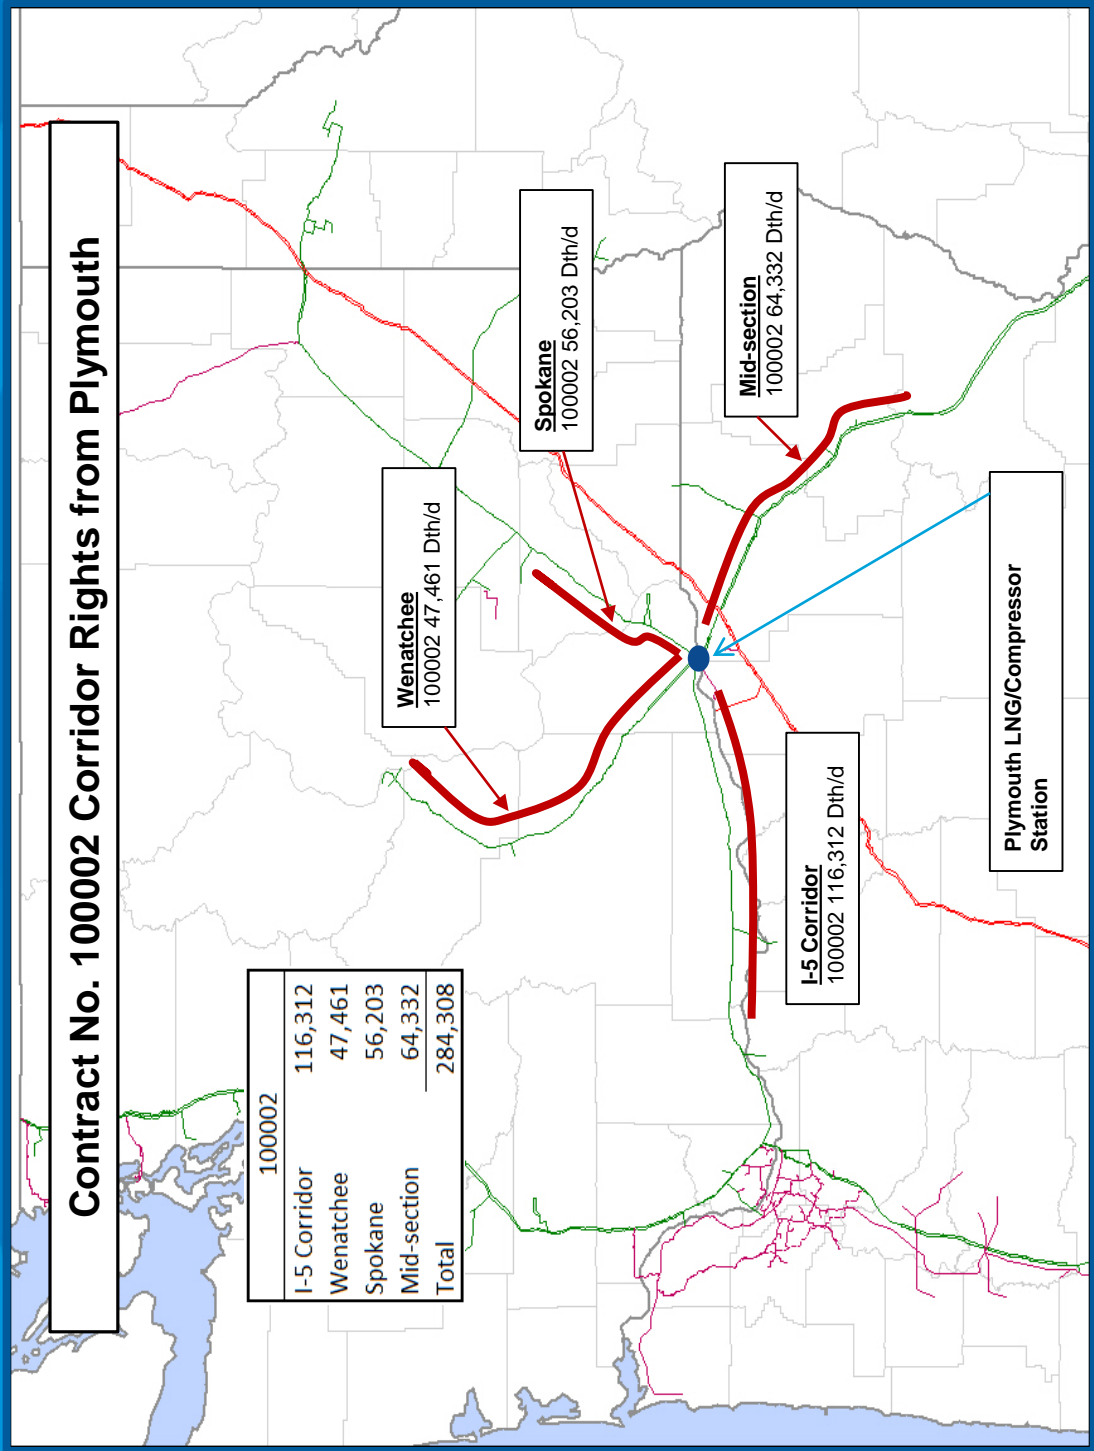 Contract No. 100002 Corridor Rights from Plymouth
100002
I-5 Corridor 116,312
Wenatchee 47,461
Spokane 56,203
Mid-section 64,332
Total 284,308
Wenatchee
100002 47,461 Dth/d
Spokane
100002 56,203 Dth/d
Mid-section
100002 64,332 Dth/d
I-5 Corridor
100002 116,312 Dth/d
Plymouth LNG/Compressor
Station